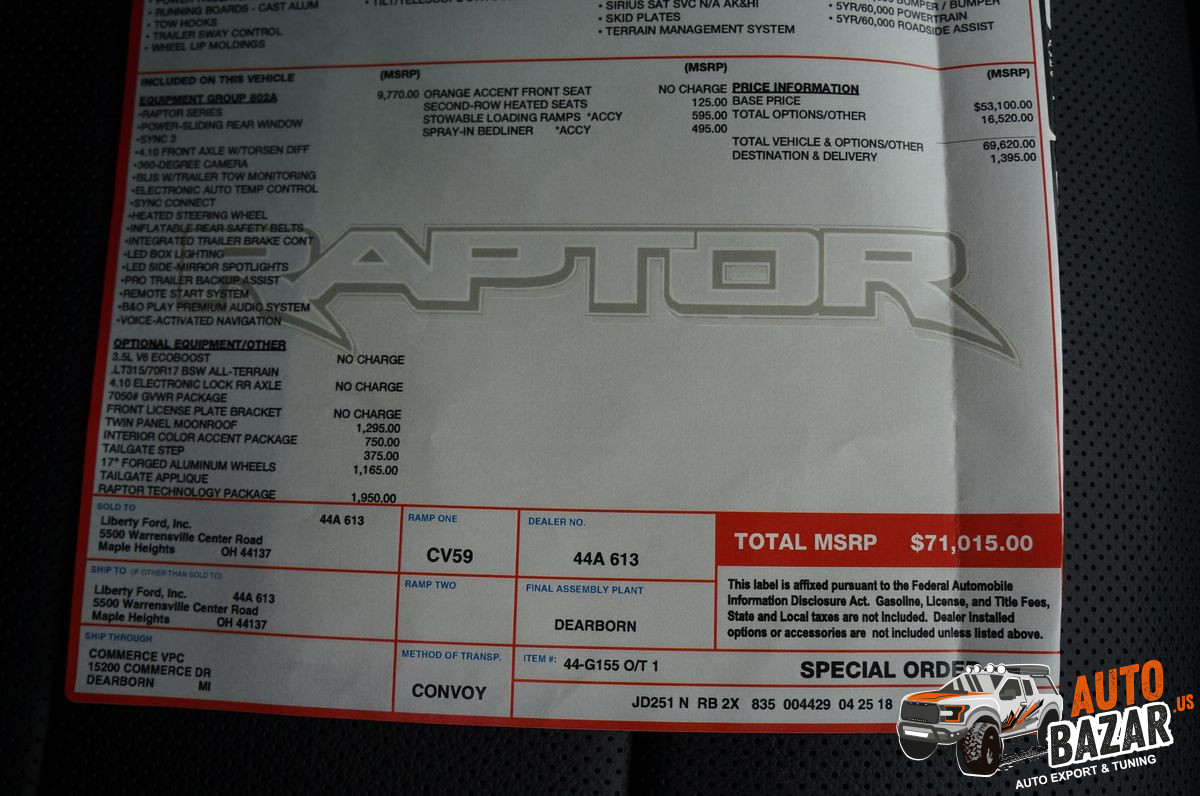 • RUNNING BOARDS - CAST ALUM
• TOW HOOKS
• TRAILER SWAY CONTROL
• WHEEL LIP MOLDINGS
• SIRIUS SAT SVC N/A AK&HI
• SKID PLATES
• TERRAIN MANAGEMENT SYSTEM
BUMPER / BUMPER
• 5YR/60,000 POWERTRAIN
• 5YR/60,000 ROADSIDE ASSIST
INCLUDED ON THIS VEHICLE
(MSRP)
EQUIPMENT GROUP 802A 9,770.00
•RAPTOR SERIES
•POWER-SLIDING REAR WINDOW
•SYNC 3
•4.10 FRONT AXLE W/TORSEN DIFF
•360-DEGREE CAMERA
•BLIS W/TRAILER TOW MONITORING
•ELECTRONIC AUTO TEMP CONTROL
•SYNC CONNECT
•HEATED STEERING WHEEL
•INFLATABLE REAR SAFETY BELTS
•INTEGRATED TRAILER BRAKE CONT
•LED BOX LIGHTING
•LED SIDE-MIRROR SPOTLIGHTS
•PRO TRAILER BACKUP ASSIST
•REMOTE START SYSTEM
•B&O PLAY PREMIUM AUDIO SYSTEM
•VOICE-ACTIVATED NAVIGATION
OPTIONAL EQUIPMENT/OTHER
3.5L V6 ECOBOOST NO CHARGE
.LT315/70R17 BSW ALL-TERRAIN
4.10 ELECTRONIC LOCK RR AXLE NO CHARGE
7050# GVWR PACKAGE
FRONT LICENSE PLATE BRACKET NO CHARGE
TWIN PANEL MOONROOF 1,295.00
INTERIOR COLOR ACCENT PACKAGE 750.00
TAILGATE STEP 375.00
17" FORGED ALUMINUM WHEELS 1,165.00
TAILGATE APPLIQUE
RAPTOR TECHNOLOGY PACKAGE 1,950.00
(MSRP)
ORANGE ACCENT FRONT SEAT NO CHARGE
SECOND-ROW HEATED SEATS 125.00
STOWABLE LOADING RAMPS *ACCY 595.00
SPRAY-IN BEDLINER *ACCY 495.00
(MSRP)
PRICE INFORMATION
BASE PRICE $53,100.00
TOTAL OPTIONS/OTHER 16,520.00
TOTAL VEHICLE & OPTIONS/OTHER 69,620.00
DESTINATION & DELIVERY 1,395.00
RAPTOR
SOLD TO
Liberty Ford, Inc. 44A 613
5500 Warrensville Center Road
Maple Heights OH 44137
SHIP TO (IF OTHER THAN SOLD TO)
Liberty Ford, Inc. 44A 613
5500 Warrensville Center Road
Maple Heights OH 44137
SHIP THROUGH
COMMERCE VPC
15200 COMMERCE DR
DEARBORN MI
RAMP ONE
CV59
RAMP TWO
METHOD OF TRANSP.
CONVOY
DEALER NO.
44A 613
FINAL ASSEMBLY PLANT
DEARBORN
ITEM #: 44-G155 O/T 1
TOTAL MSRP $71,015.00
This label is affixed pursuant to the Federal Automobile
Information Disclosure Act. Gasoline, License, and Title Fees,
State and Local taxes are not included. Dealer installed
options or accessories are not included unless listed above.
SPECIAL ORDER
JD251 N RB 2X 835 004429 04 25 18
AUTO
BAZAR.US
AUTO EXPORT & TUNING